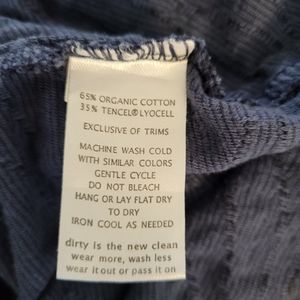 65% ORGANIC COTTON
35% TENCEL®LYOCELL
EXCLUSIVE OF TRIMS
MACHINE WASH COLD
WITH SIMILAR COLORS
GENTLE CYCLE
DO NOT BLEACH
HANG OR LAY FLAT DRY
TO DRY
IRON COOL AS NEEDED
dirty is the new clean
wear more, wash less
wear it out or pass it on